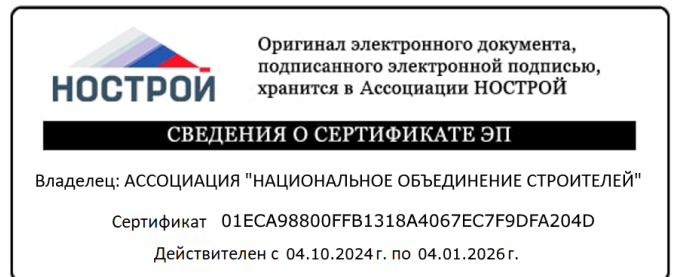 НОСТРОЙ
Оригинал электронного документа,
подписанного электронной подписью,
хранится в Ассоциации НОСТРОЙ
СВЕДЕНИЯ О СЕРТИФИКАТЕ ЭП
Владелец: АССОЦИАЦИЯ "НАЦИОНАЛЬНОЕ ОБЪЕДИНЕНИЕ СТРОИТЕЛЕЙ"
Сертификат 01ECA98800FFB1318A4067EC7F9DFA204D
Действителен с 04.10.2024 г. по 04.01.2026 г.